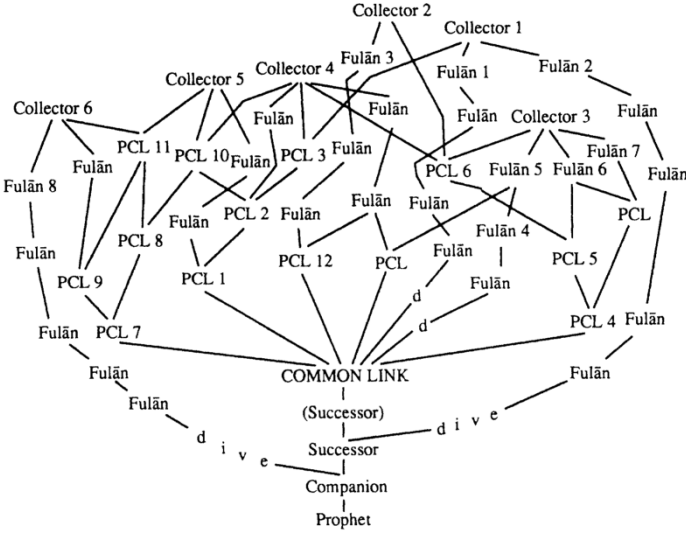 Collector 2
Collector 1
Fulān 3
Fulān 2
Collector 4
Fulān 1
Collector 5
Collector 6
Fulān
Fulān
Fulān
Collector 3
Fulān
PCL 11
PCL 10
Fulān
PCL 3
Fulān
Fulān 7
Fulān
PCL 6
Fulān 5
Fulān 6
Fulān
Fulān 8
Fulān
PCL 2
Fulān
Fulān
Fulān
PCL
Fulān 4
Fulān
PCL 8
Fulān
PCL 9
PCL 1
PCL 12
PCL
PCL 5
Fulān
d
Fulān
PCL 7
d
PCL 4
Fulān
Fulān
COMMON LINK
Fulān
Fulān
(Successor)
d i v e
d i v e
Successor
Companion
Prophet